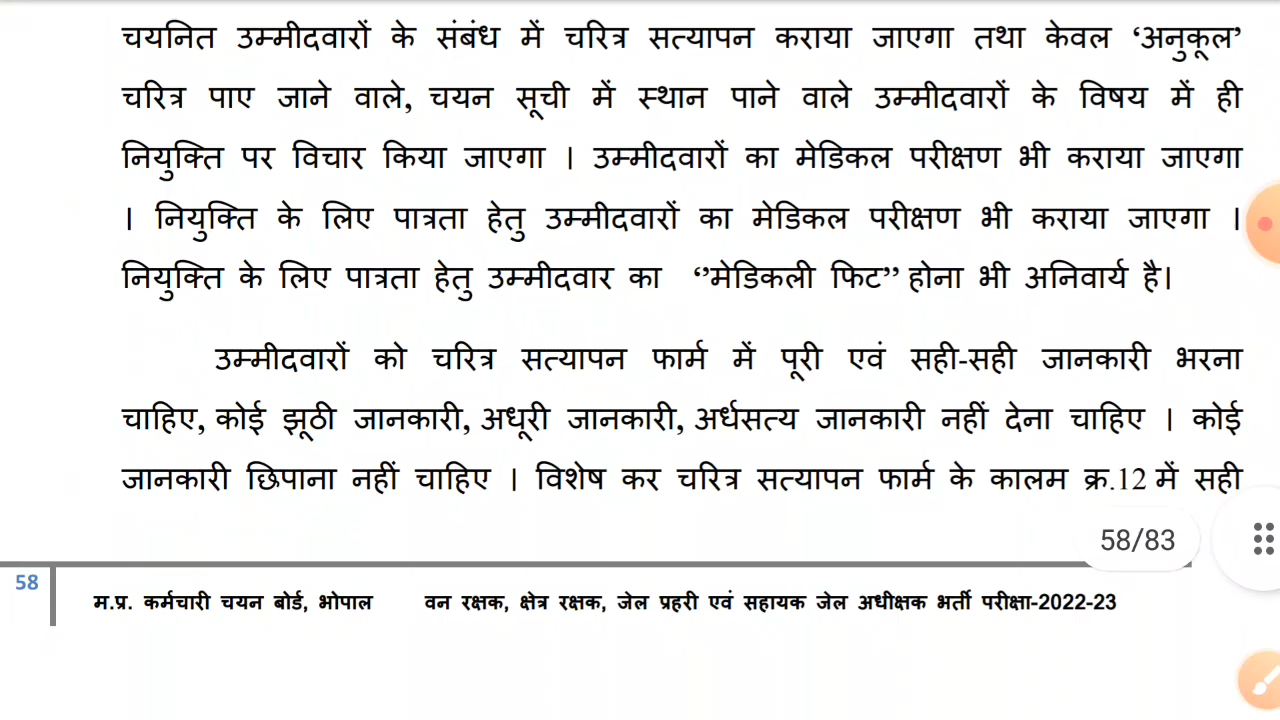 चयनित उम्मीदवारों के संबंध में चरित्र सत्यापन कराया जाएगा तथा केवल ‘अनुकूल’
चरित्र पाए जाने वाले, चयन सूची में स्थान पाने वाले उम्मीदवारों के विषय में ही
नियुक्ति पर विचार किया जाएगा । उम्मीदवारों का मेडिकल परीक्षण भी कराया जाएगा
। नियुक्ति के लिए पात्रता हेतु उम्मीदवारों का मेडिकल परीक्षण भी कराया जाएगा ।
नियुक्ति के लिए पात्रता हेतु उम्मीदवार का ‘’मेडिकली फिट’’ होना भी अनिवार्य है।
उम्मीदवारों को चरित्र सत्यापन फार्म में पूरी एवं सही-सही जानकारी भरना
चाहिए, कोई झूठी जानकारी, अधूरी जानकारी, अर्धसत्य जानकारी नहीं देना चाहिए । कोई
जानकारी छिपाना नहीं चाहिए । विशेष कर चरित्र सत्यापन फार्म के कालम क्र.12 में सही
58/83
58
म.प्र. कर्मचारी चयन बोर्ड, भोपाल वन रक्षक, क्षेत्र रक्षक, जेल प्रहरी एवं सहायक जेल अधीक्षक भर्ती परीक्षा-2022-23